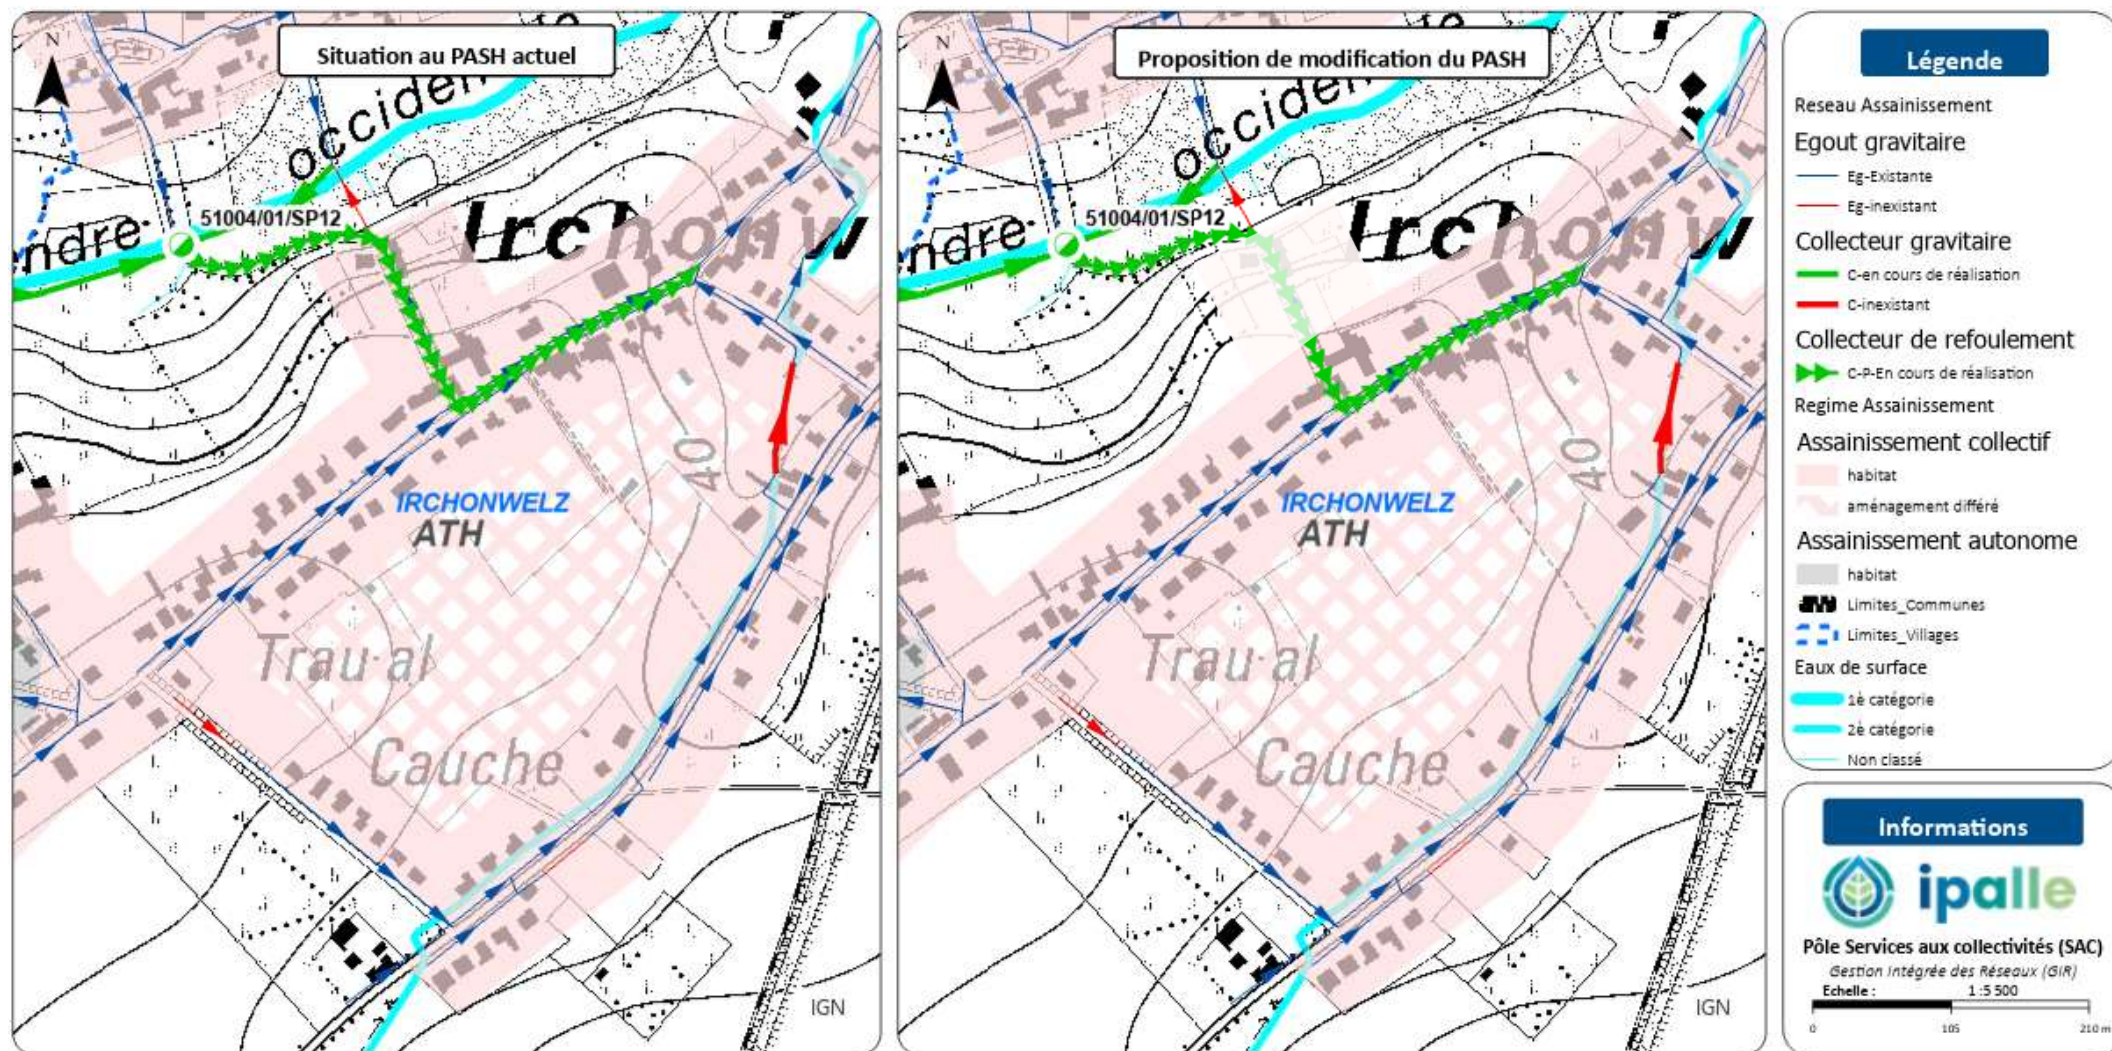 Situation au PASH actuel
N
occiden
51004/01/SP12
endre
Irchonw
40
IRCHONWELZ
ATH
Trau-al
Cauche
IGN
Proposition de modification du PASH
N
occiden
51004/01/SP12
endre
Irchonw
40
IRCHONWELZ
ATH
Trau-al
Cauche
IGN
Légende
Reseau Assainissement
Egout gravitaire
Eg-Existante
Eg-inexistant
Collecteur gravitaire
C-en cours de réalisation
C-inexistant
Collecteur de refoulement
C-P-En cours de réalisation
Regime Assainissement
Assainissement collectif
habitat
aménagement différé
Assainissement autonome
habitat
Limites_Communes
Limites_Villages
Eaux de surface
1è catégorie
2è catégorie
Non classé
Informations
ipalle
Pôle Services aux collectivités (SAC)
Gestion Intégrée des Réseaux (GIR)
Echelle : 1 :5 500
0 105 210 m